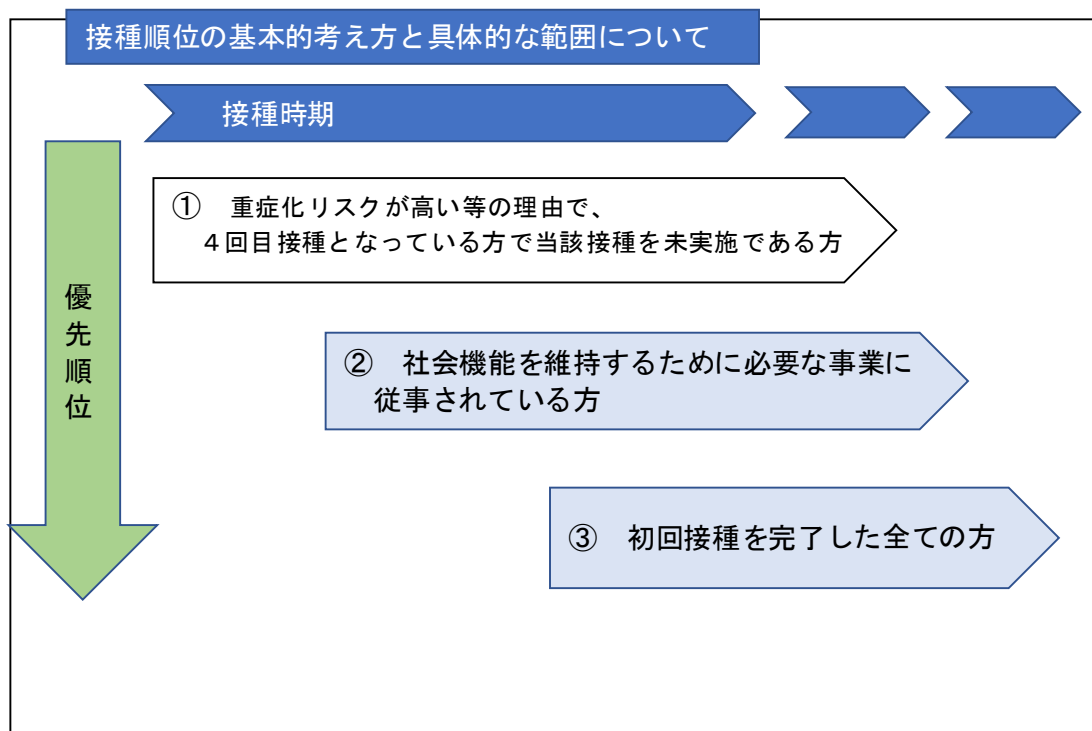 接種順位の基本的考え方と具体的な範囲について
接種時期
① 重症化リスクが高い等の理由で、
４回目接種となっている方で当該接種を未実施である方
優先順位
② 社会機能を維持するために必要な事業に
従事されている方
③ 初回接種を完了した全ての方